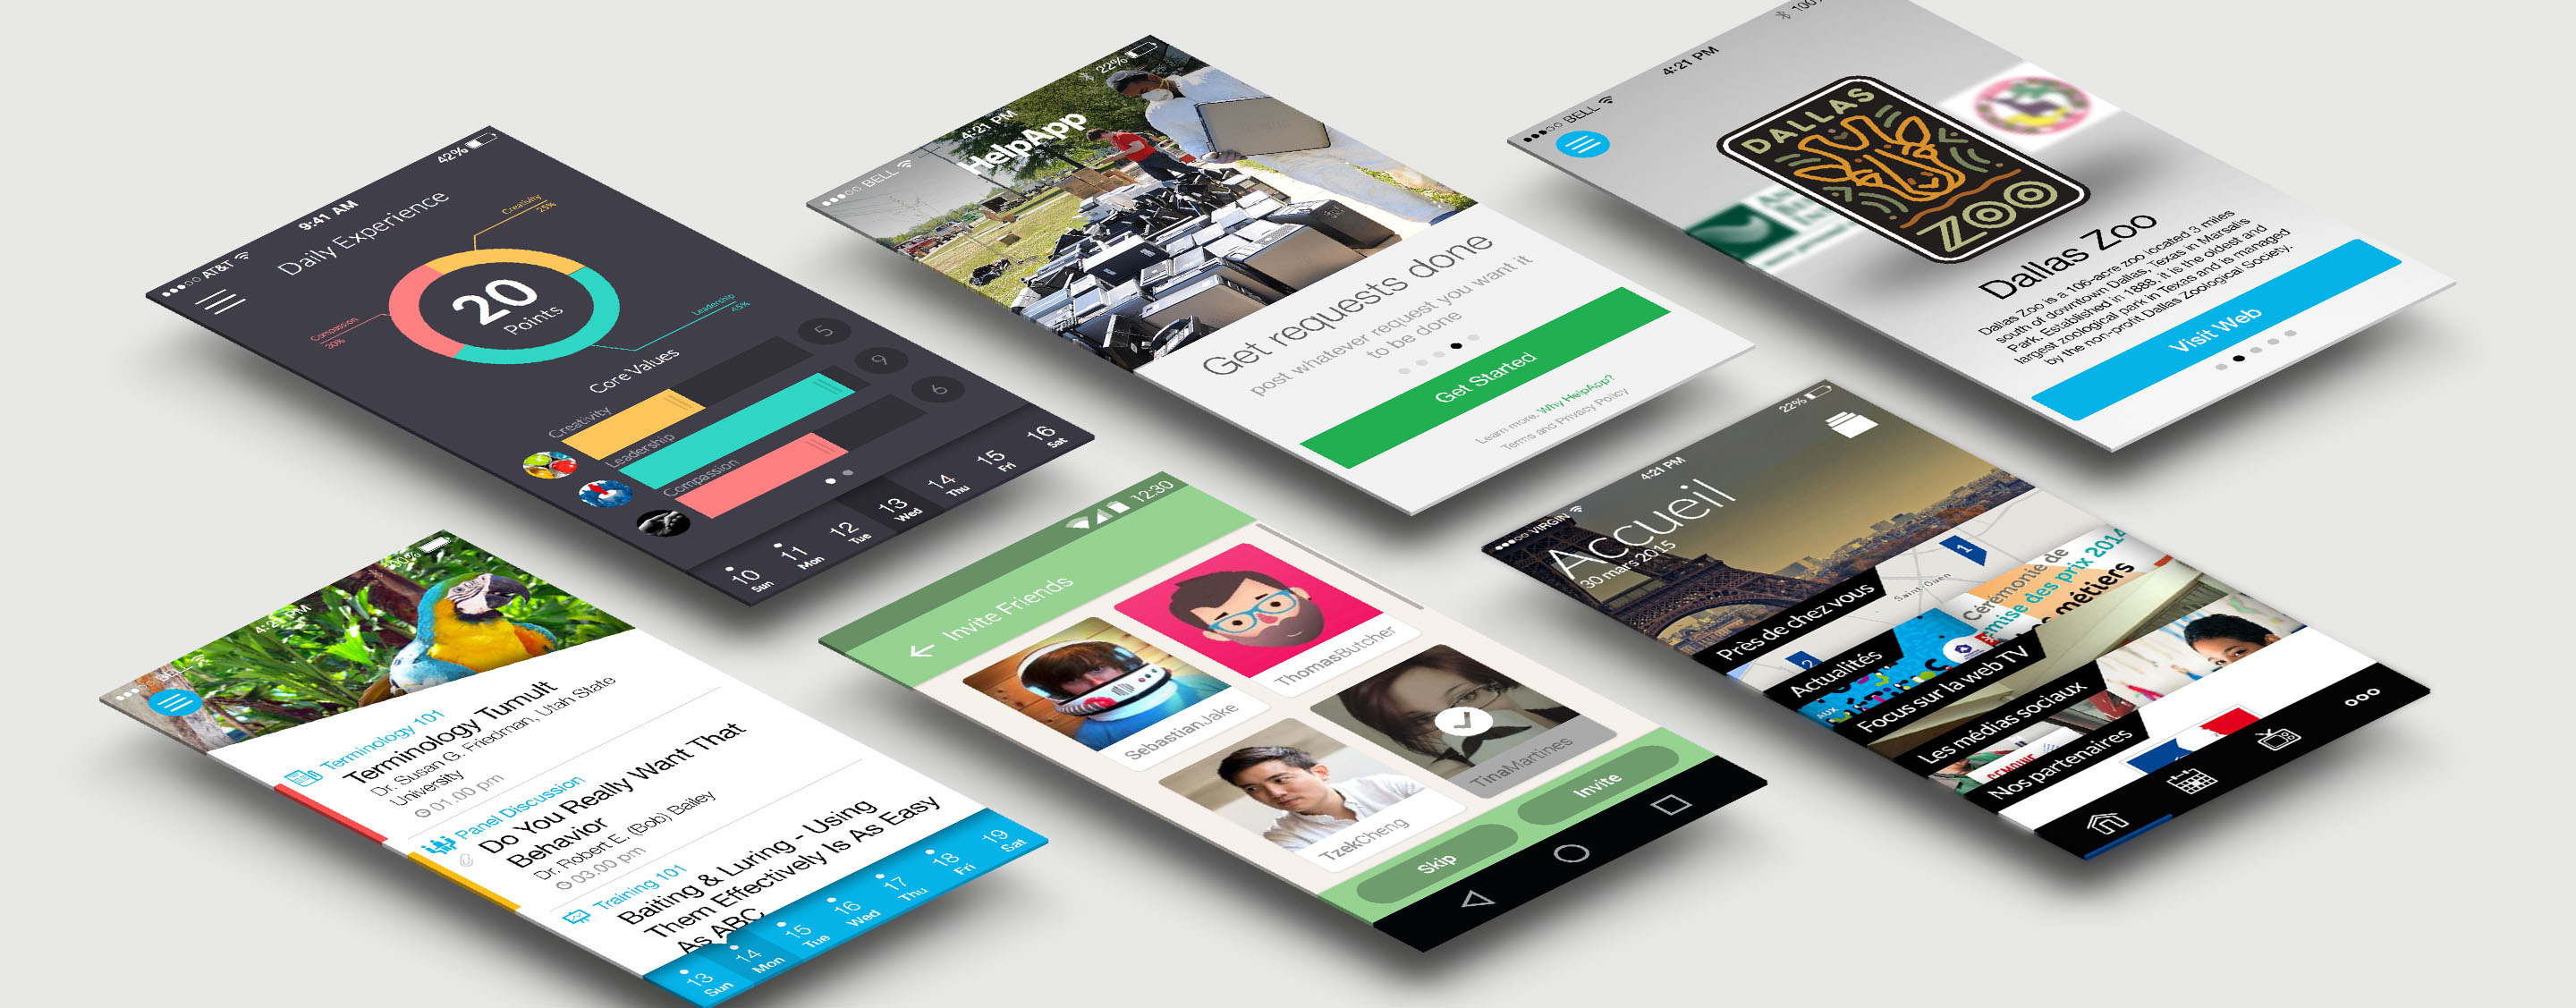 AT&T
9:41 AM
42%
Daily Experience
Creativity
25%
Compassion
30%
Leadership
45%
20
Points
Core Values
Creativity
5
Leadership
9
Compassion
6
10
Sun
11
Mon
12
Tue
13
Wed
14
Thu
15
Fri
16
Sat
BELL
4:21 PM
22%
HelpApp
Get requests done
post whatever request you want it
to be done
Get Started
Learn more. Why HelpApp?
Terms and Privacy Policy
BELL
4:21 PM
DALLAS
ZOO
Dallas Zoo
Dallas Zoo is a 106-acre zoo located 3 miles
south of downtown Dallas, Texas in Marsalis
Park. Established in 1888, it is the oldest and
largest zoological park in Texas and is managed
by the non-profit Dallas Zoological Society.
Visit Web
4:21 PM
Terminology 101
Terminology Tumult
Dr. Susan G. Friedman, Utah State
University
01.00 pm
Panel Discussion
Do You Really Want That
Behavior
Dr. Robert E. (Bob) Bailey
03.00 pm
Training 101
Baiting & Luring - Using
Them Effectively Is As Easy
As ABC
13
Sun
14
Mon
15
Tue
16
Wed
17
Thu
18
Fri
19
Sat
12:30
Invite Friends
SebastianJake
ThomasButcher
TzekCheng
TinaMartines
Skip
Invite
VIRGIN
4:21 PM
22%
Accueil
30 mars 2015
1
Saint Ouen
2
Près de chez vous
Cérémonie de
emise des prix 2014
métiers
Actualités
Focus sur la web TV
Les médias sociaux
Nos partenaires